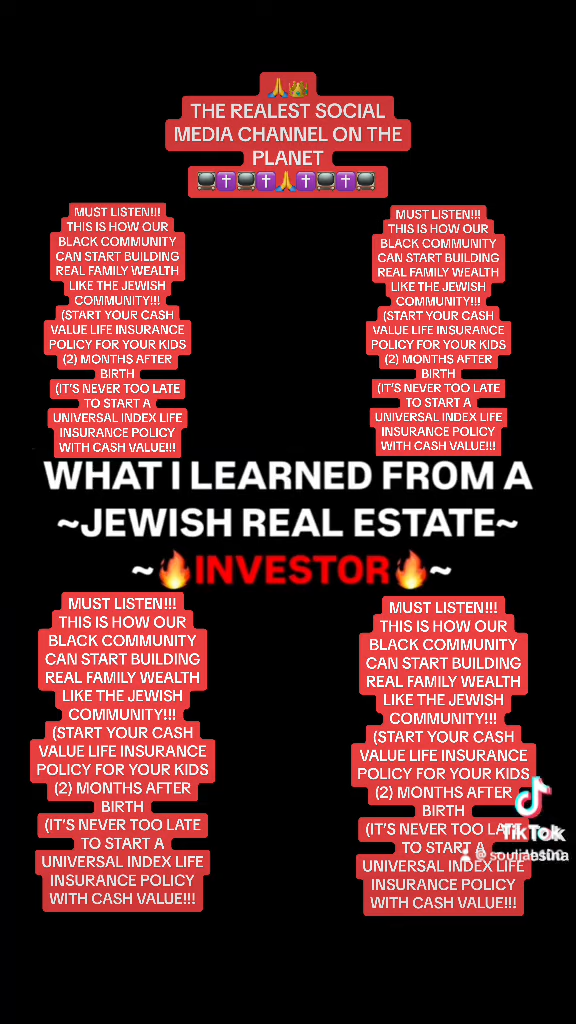 🙏👑
THE REALEST SOCIAL
MEDIA CHANNEL ON THE
PLANET
📺✝️📺✝️🙏✝️📺✝️📺
MUST LISTEN!!!
THIS IS HOW OUR
BLACK COMMUNITY
CAN START BUILDING
REAL FAMILY WEALTH
LIKE THE JEWISH
COMMUNITY!!!
(START YOUR CASH
VALUE LIFE INSURANCE
POLICY FOR YOUR KIDS
(2) MONTHS AFTER
BIRTH
(IT'S NEVER TOO LATE
TO START A
UNIVERSAL INDEX LIFE
INSURANCE POLICY
WITH CASH VALUE!!!
MUST LISTEN!!!
THIS IS HOW OUR
BLACK COMMUNITY
CAN START BUILDING
REAL FAMILY WEALTH
LIKE THE JEWISH
COMMUNITY!!!
(START YOUR CASH
VALUE LIFE INSURANCE
POLICY FOR YOUR KIDS
(2) MONTHS AFTER
BIRTH
(IT'S NEVER TOO LATE
TO START A
UNIVERSAL INDEX LIFE
INSURANCE POLICY
WITH CASH VALUE!!!
WHAT I LEARNED FROM A
~JEWISH REAL ESTATE~
~🔥INVESTOR🔥~
MUST LISTEN!!!
THIS IS HOW OUR
BLACK COMMUNITY
CAN START BUILDING
REAL FAMILY WEALTH
LIKE THE JEWISH
COMMUNITY!!!
(START YOUR CASH
VALUE LIFE INSURANCE
POLICY FOR YOUR KIDS
(2) MONTHS AFTER
BIRTH
(IT'S NEVER TOO LATE
TO START A
UNIVERSAL INDEX LIFE
INSURANCE POLICY
WITH CASH VALUE!!!
MUST LISTEN!!!
THIS IS HOW OUR
BLACK COMMUNITY
CAN START BUILDING
REAL FAMILY WEALTH
LIKE THE JEWISH
COMMUNITY!!!
(START YOUR CASH
VALUE LIFE INSURANCE
POLICY FOR YOUR KIDS
(2) MONTHS AFTER
BIRTH
(IT'S NEVER TOO LATE
TO START A
UNIVERSAL INDEX LIFE
INSURANCE POLICY
WITH CASH VALUE!!!
TikTok